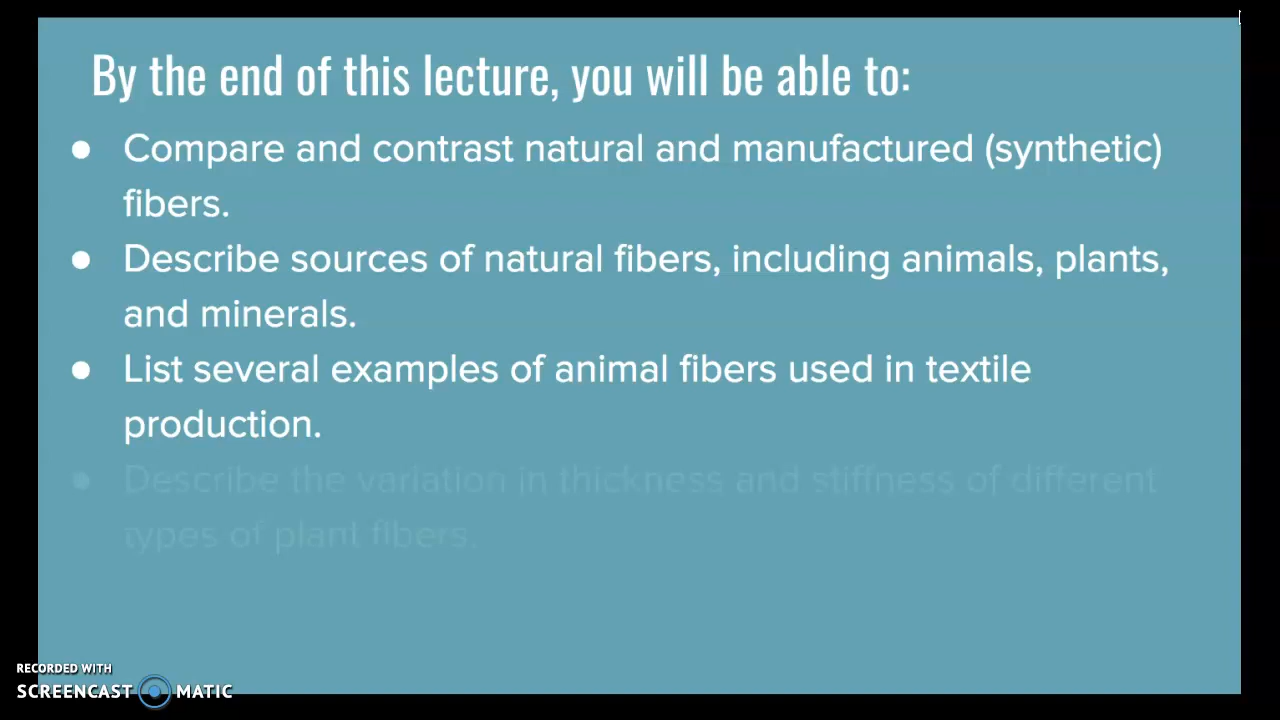 By the end of this lecture, you will be able to:
● Compare and contrast natural and manufactured (synthetic)
fibers.
● Describe sources of natural fibers, including animals, plants,
and minerals.
● List several examples of animal fibers used in textile
production.
● Describe the variation in thickness and stiffness of different
types of plant fibers.
RECORDED WITH
SCREENCAST MATIC